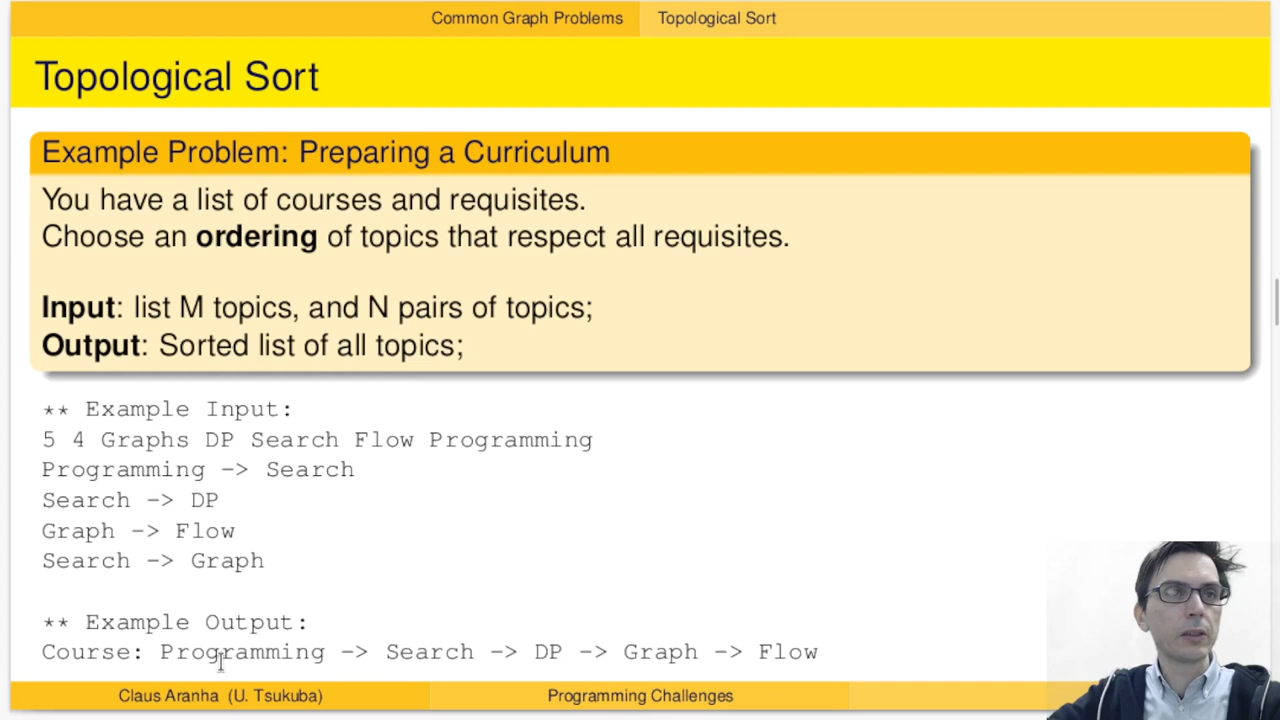 Common Graph Problems Topological Sort
Topological Sort
Example Problem: Preparing a Curriculum
You have a list of courses and requisites.
Choose an ordering of topics that respect all requisites.
Input: list M topics, and N pairs of topics;
Output: Sorted list of all topics;
** Example Input:
5 4 Graphs DP Search Flow Programming
Programming -> Search
Search -> DP
Graph -> Flow
Search -> Graph
** Example Output:
Course: Programming -> Search -> DP -> Graph -> Flow
Claus Aranha (U. Tsukuba) Programming Challenges